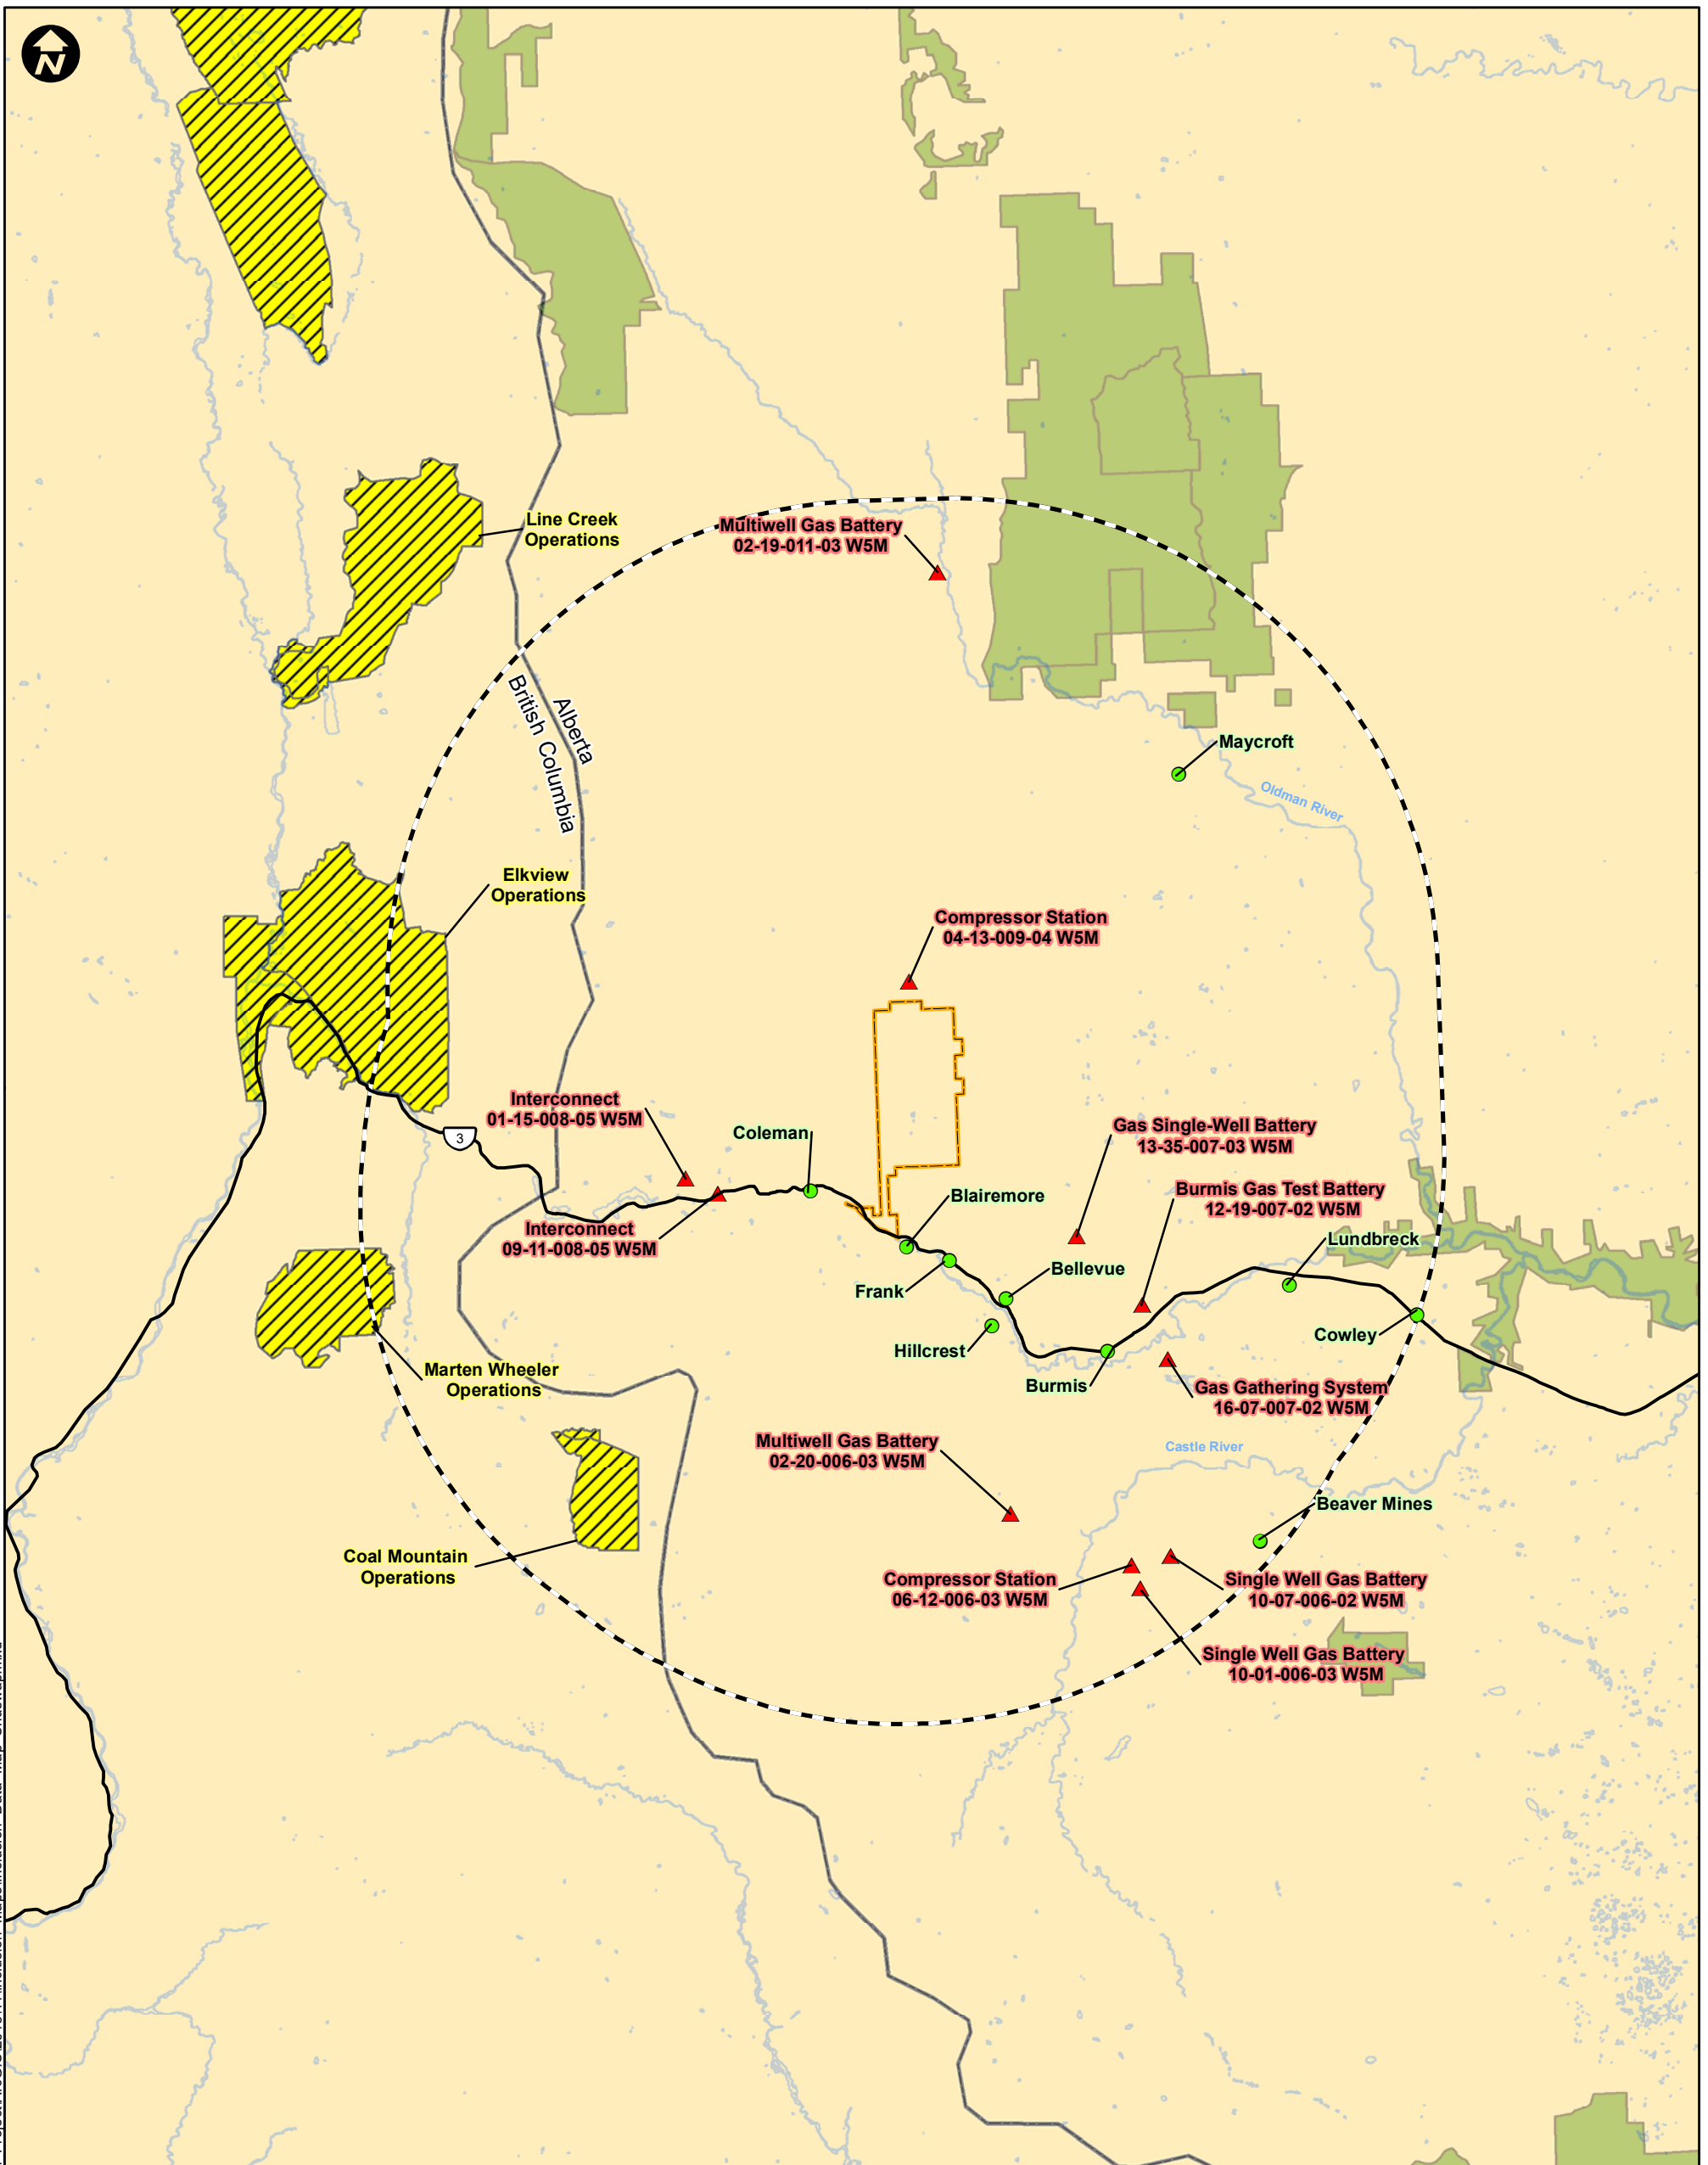 N
Line Creek
Operations
Multiwell Gas Battery
02-19-011-03 W5M
Alberta
British Columbia
Maycroft
Oldman River
Elkview
Operations
Compressor Station
04-13-009-04 W5M
Interconnect
01-15-008-05 W5M
3
Coleman
Gas Single-Well Battery
13-35-007-03 W5M
Blairemore
Burmis Gas Test Battery
12-19-007-02 W5M
Interconnect
09-11-008-05 W5M
Lundbreck
Bellevue
Frank
Cowley
Hillcrest
Marten Wheeler
Operations
Burmis
Gas Gathering System
16-07-007-02 W5M
Multiwell Gas Battery
02-20-006-03 W5M
Castle River
Beaver Mines
Coal Mountain
Operations
Compressor Station
06-12-006-03 W5M
Single Well Gas Battery
10-07-006-02 W5M
Single Well Gas Battery
10-01-006-03 W5M